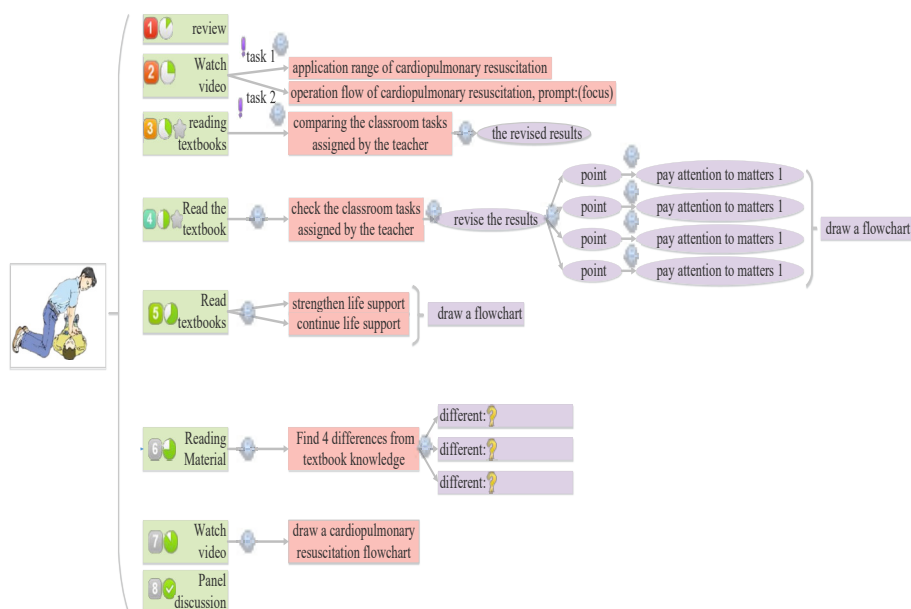 1 review
task 1
2 Watch
video
application range of cardiopulmonary resuscitation
operation flow of cardiopulmonary resuscitation, prompt:(focus)
task 2
3 reading
textbooks
comparing the classroom tasks
assigned by the teacher
the revised results
4 Read the
textbook
check the classroom tasks
assigned by the teacher
revise the results
point
pay attention to matters 1
point
pay attention to matters 1
point
pay attention to matters 1
point
pay attention to matters 1
draw a flowchart
5 Read
textbooks
strengthen life support
continue life support
draw a flowchart
6 Reading
Material
Find 4 differences from
textbook knowledge
different:?
different:?
different:?
7 Watch
video
draw a cardiopulmonary
resuscitation flowchart
8 Panel
discussion